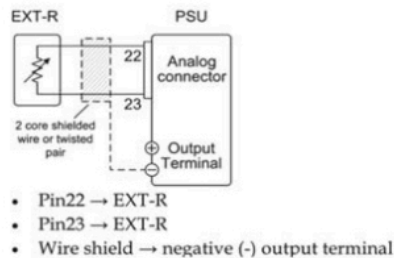 EXT-R
PSU
22
Analog
connector
23
2 core shielded
wire or twisted
pair
Output
Terminal
• Pin22 → EXT-R
• Pin23 → EXT-R
• Wire shield → negative (-) output terminal